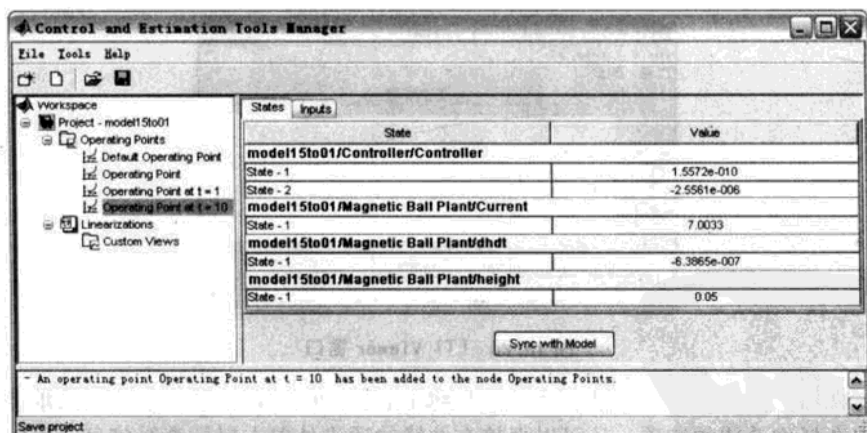 Control and Estimation Tools Manager
File Tools Help
Workspace
Project - model15to01
Operating Points
Default Operating Point
Operating Point
Operating Point at t = 1
Operating Point at t = 10
Linearizations
Custom Views
States Inputs
State Value
model15to01/Controller/Controller
State - 1 1.5572e-010
State - 2 -2.5561e-006
model15to01/Magnetic Ball Plant/Current
State - 1 7.0033
model15to01/Magnetic Ball Plant/dhdt
State - 1 -8.3865e-007
model15to01/Magnetic Ball Plant/height
State - 1 0.05
Sync with Model
- An operating point Operating Point at t = 10 has been added to the node Operating Points.
Save project